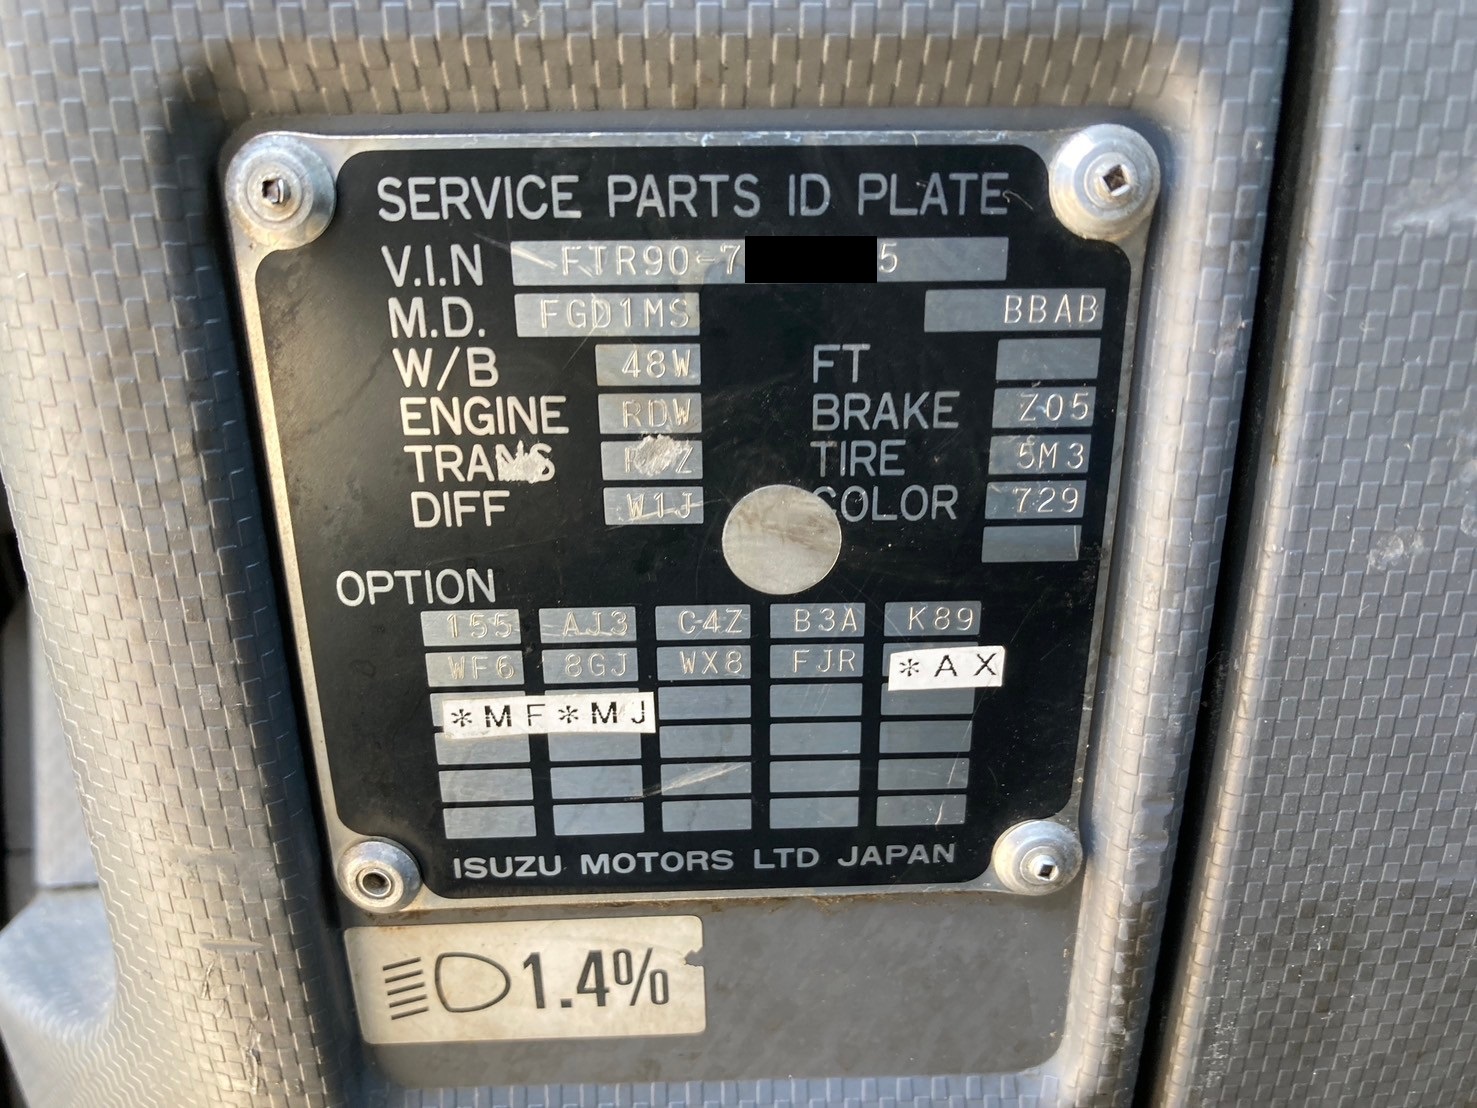 SERVICE PARTS ID PLATE
V.I.N FTR90-7 5
M.D. FGD1MS BBAB
W/B 48W FT
ENGINE RDW BRAKE Z05
TRANS TIRE 5M3
DIFF W1J COLOR 729
OPTION
155 AJ3 C4Z B3A K89
WF6 8GJ WX8 FJR *AX
*MF*MJ
ISUZU MOTORS LTD JAPAN
1.4%